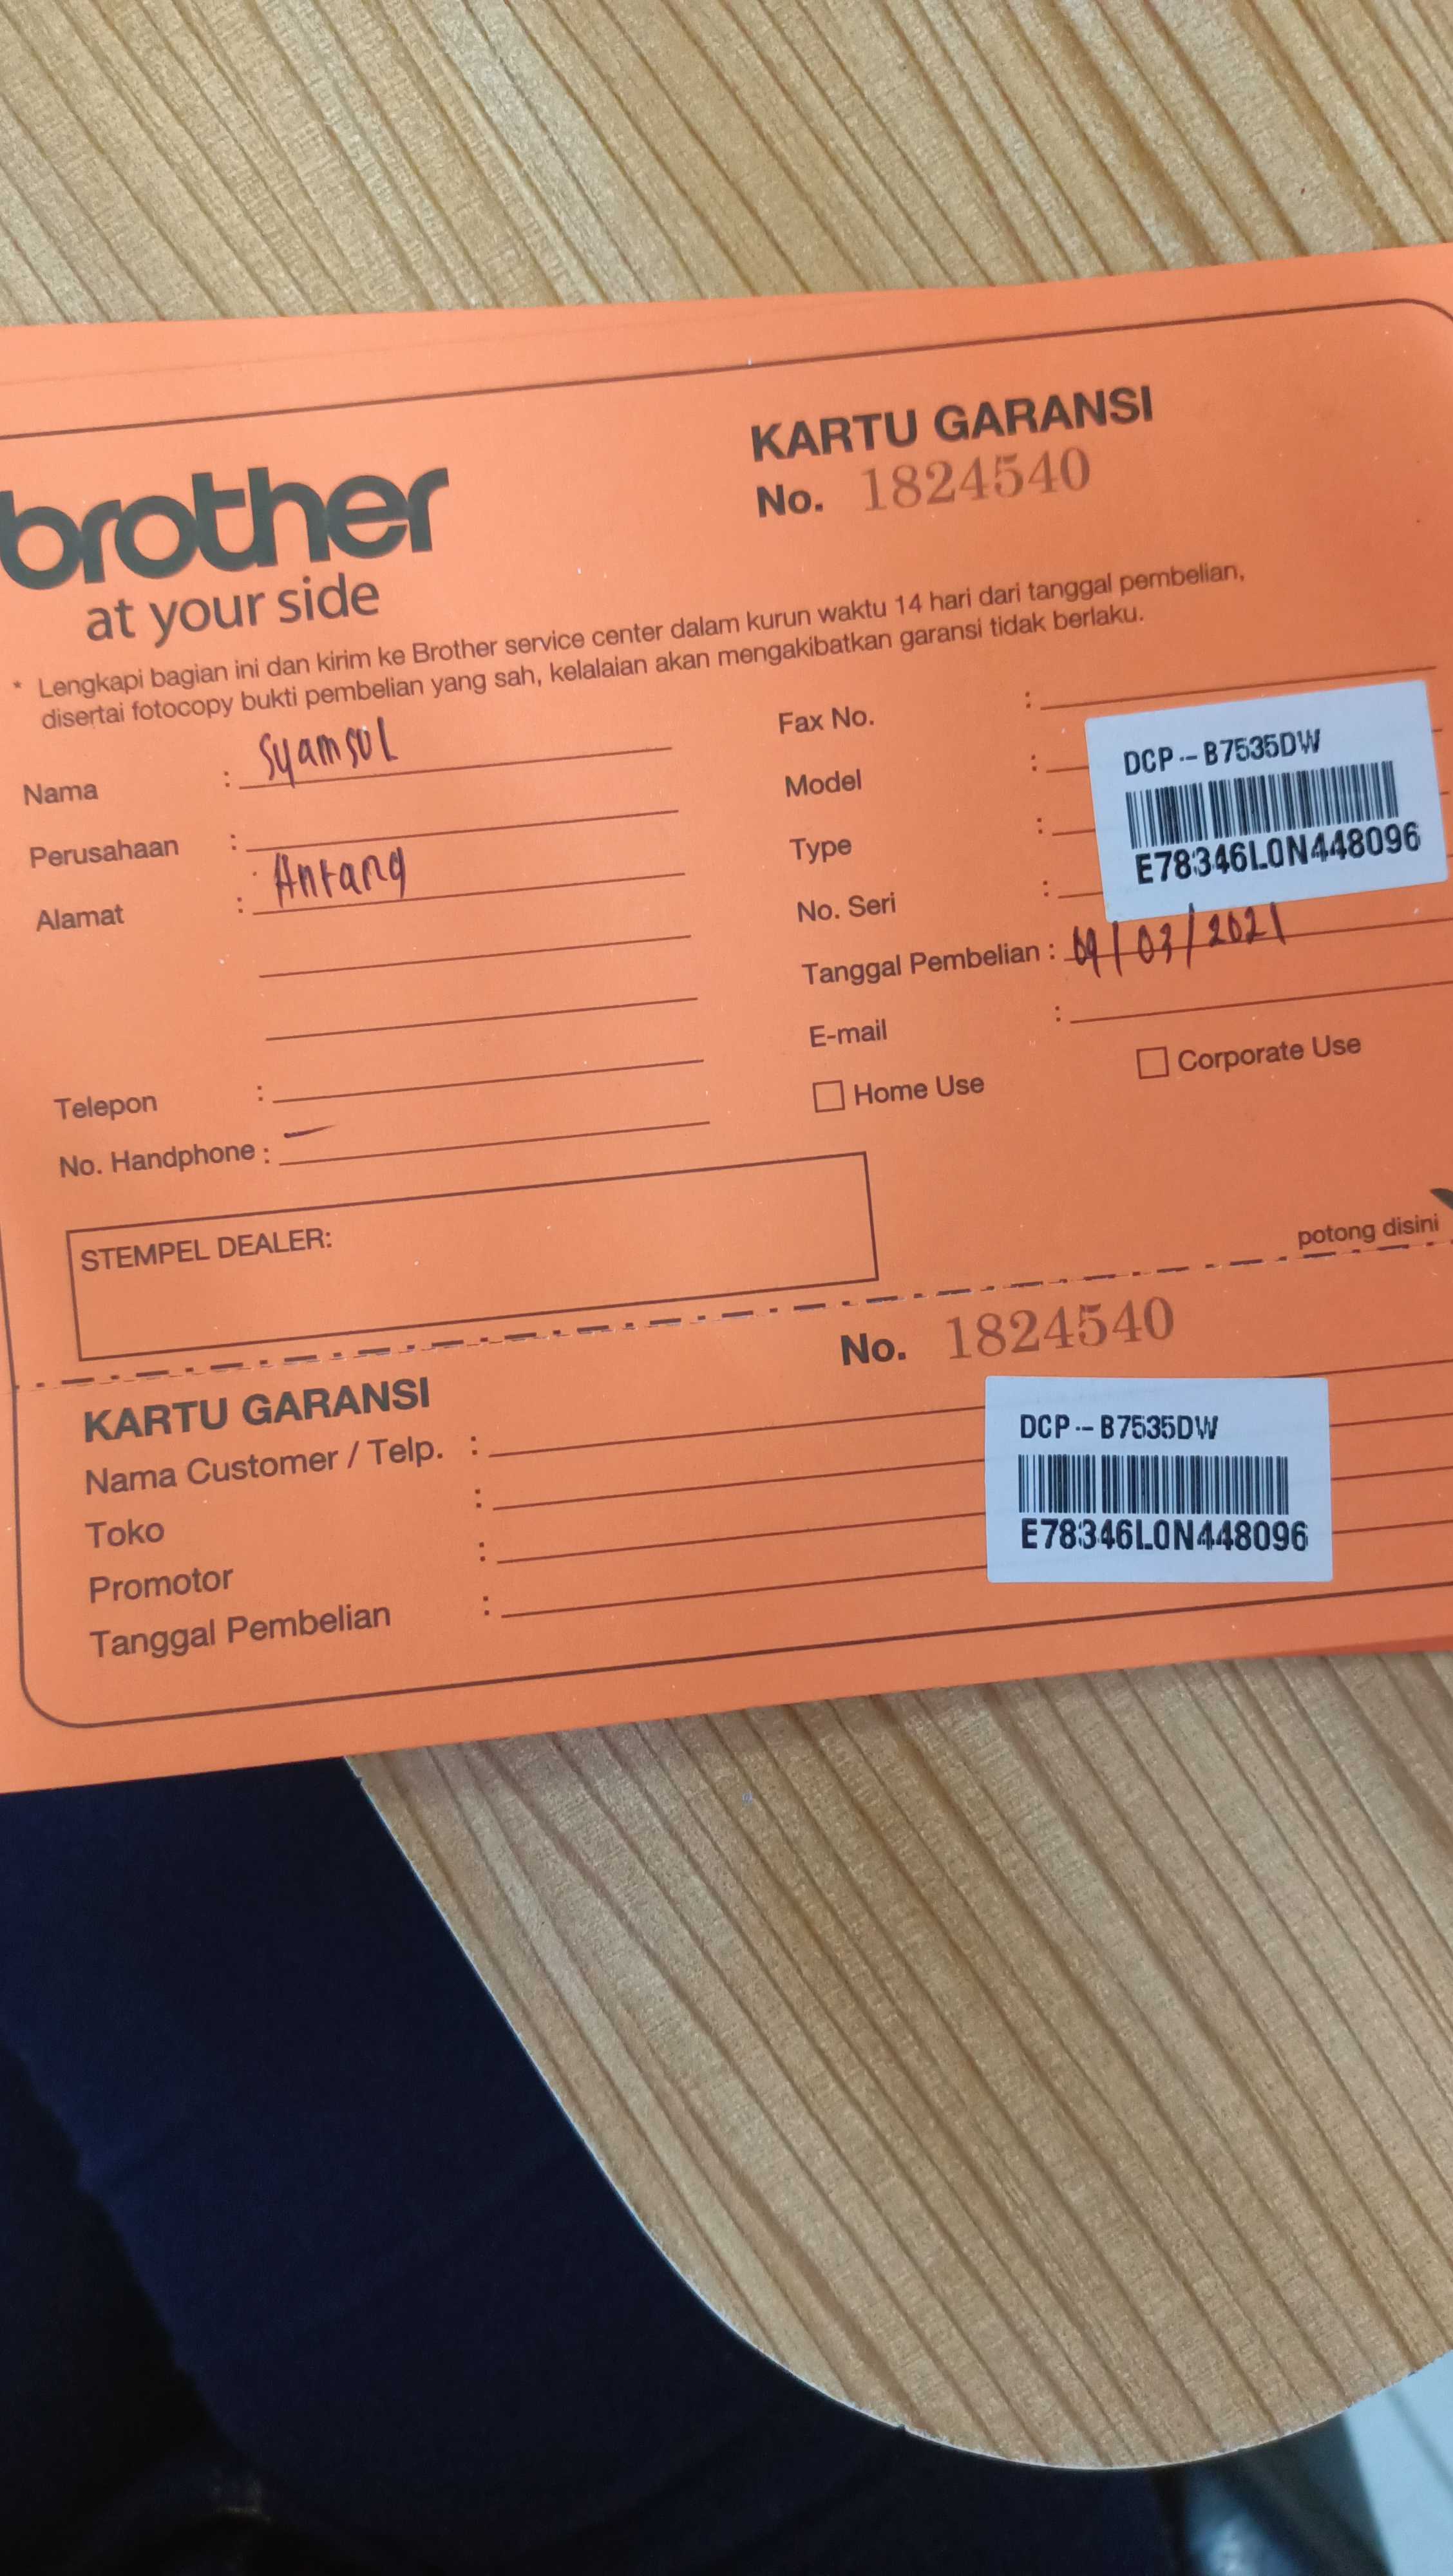 brother
at your side
KARTU GARANSI
No. 1824540
* Lengkapi bagian ini dan kirim ke Brother service center dalam kurun waktu 14 hari dari tanggal pembelian,
disertai fotocopy bukti pembelian yang sah, kelalaian akan mengakibatkan garansi tidak berlaku.
Nama : Syamsul
Perusahaan :
Alamat : Antang
Telepon :
No. Handphone :
Fax No. :
Model :
Type :
No. Seri :
DCP-B7535DW
E78346L0N448096
Tanggal Pembelian : 09/03/2021
E-mail :
Home Use
Corporate Use
STEMPEL DEALER:
potong disini
KARTU GARANSI
No. 1824540
Nama Customer / Telp. :
Toko :
Promotor :
Tanggal Pembelian :
DCP-B7535DW
E78346L0N448096